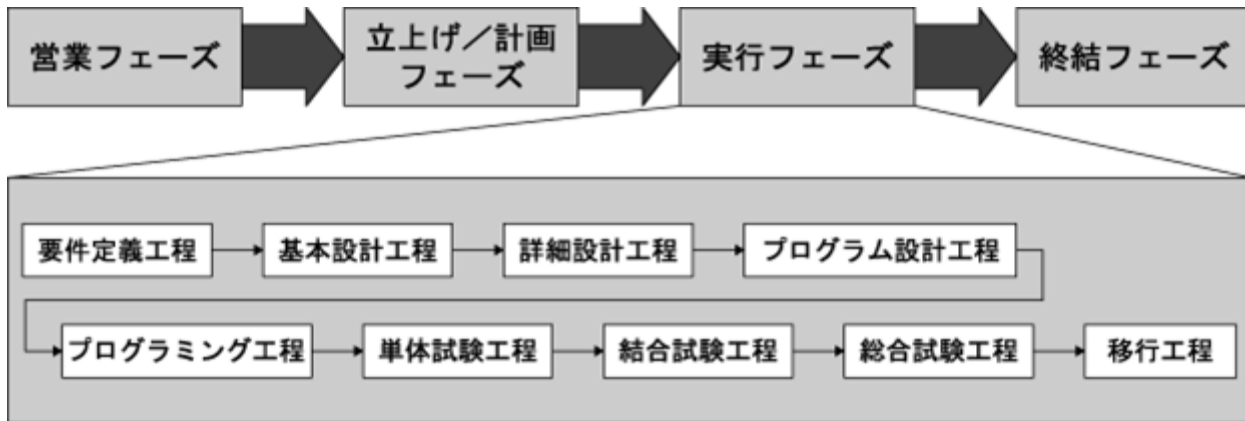 営業フェーズ
立上げ／計画
フェーズ
実行フェーズ
終結フェーズ
要件定義工程
基本設計工程
詳細設計工程
プログラム設計工程
プログラミング工程
単体試験工程
結合試験工程
総合試験工程
移行工程